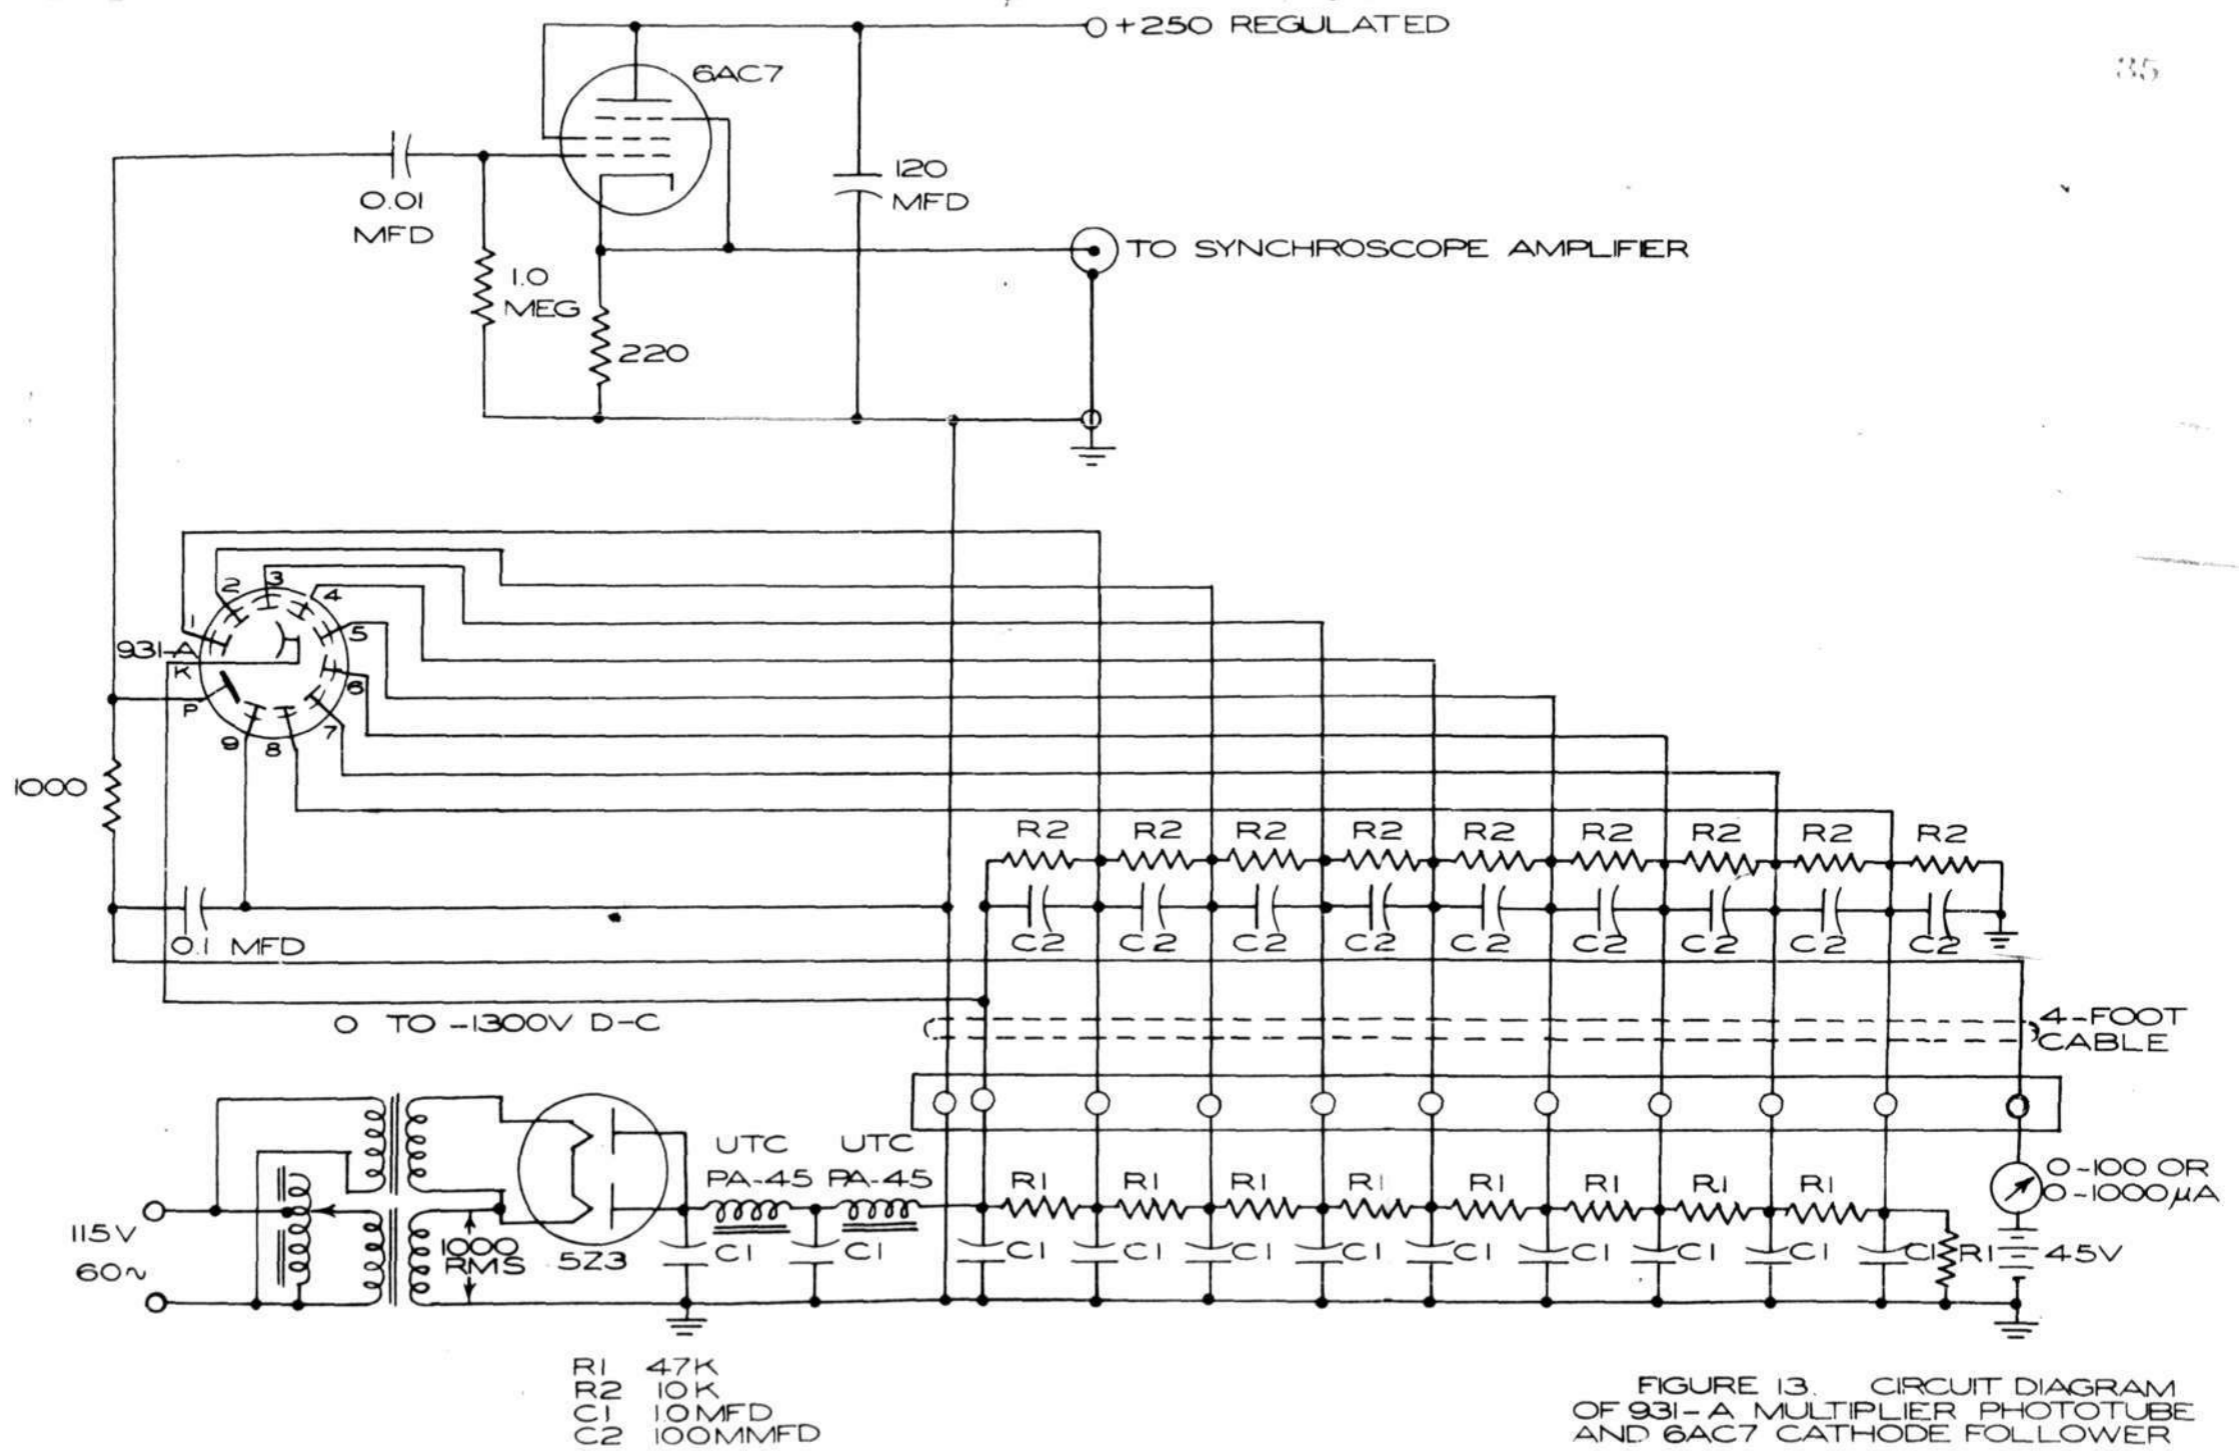 +250 REGULATED
35
6AC7
120
MFD
0.01
MFD
TO SYNCHROSCOPE AMPLIFIER
1.0
MEG
220
2
3
4
1
5
931-A
K
6
P
7
9
8
1000
R2 R2 R2 R2 R2 R2 R2 R2 R2
C2 C2 C2 C2 C2 C2 C2 C2 C2
0.1 MFD
0 TO -1300V D-C
4-FOOT
CABLE
UTC UTC
PA-45 PA-45
R1 R1 R1 R1 R1 R1 R1 R1
0-100 OR
0-1000µA
115V
60~
1000
RMS
5Z3
C1 C1 C1 C1 C1 C1 C1 C1 C1 C1 C1 R1 45V
R1 47K
R2 10K
C1 1.0MFD
C2 100MMFD
FIGURE 13. CIRCUIT DIAGRAM
OF 931-A MULTIPLIER PHOTOTUBE
AND 6AC7 CATHODE FOLLOWER